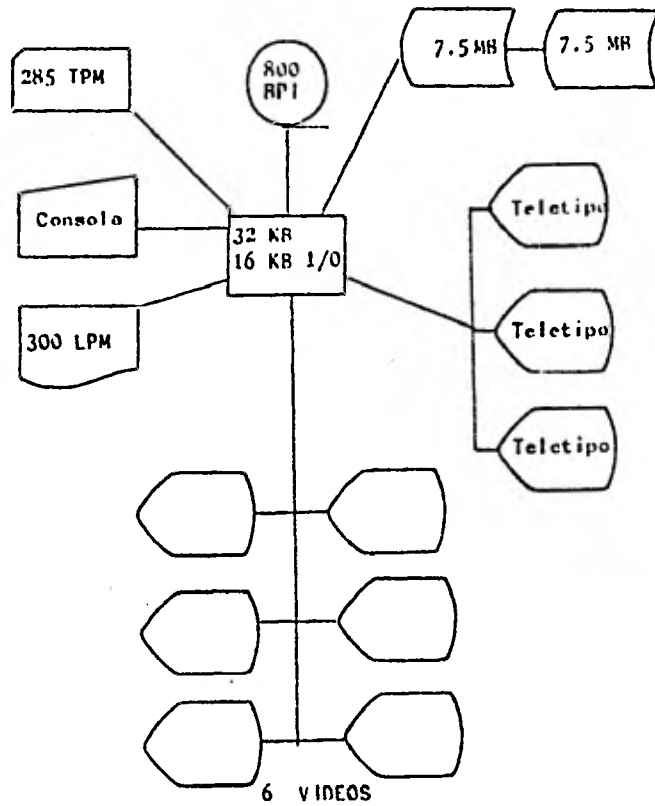 285 TPM
800
BPI
7.5 MB
7.5 MB
Consola
32 KB
16 KB I/O
300 LPM
Teletipo
Teletipo
Teletipo
6 VIDEOS